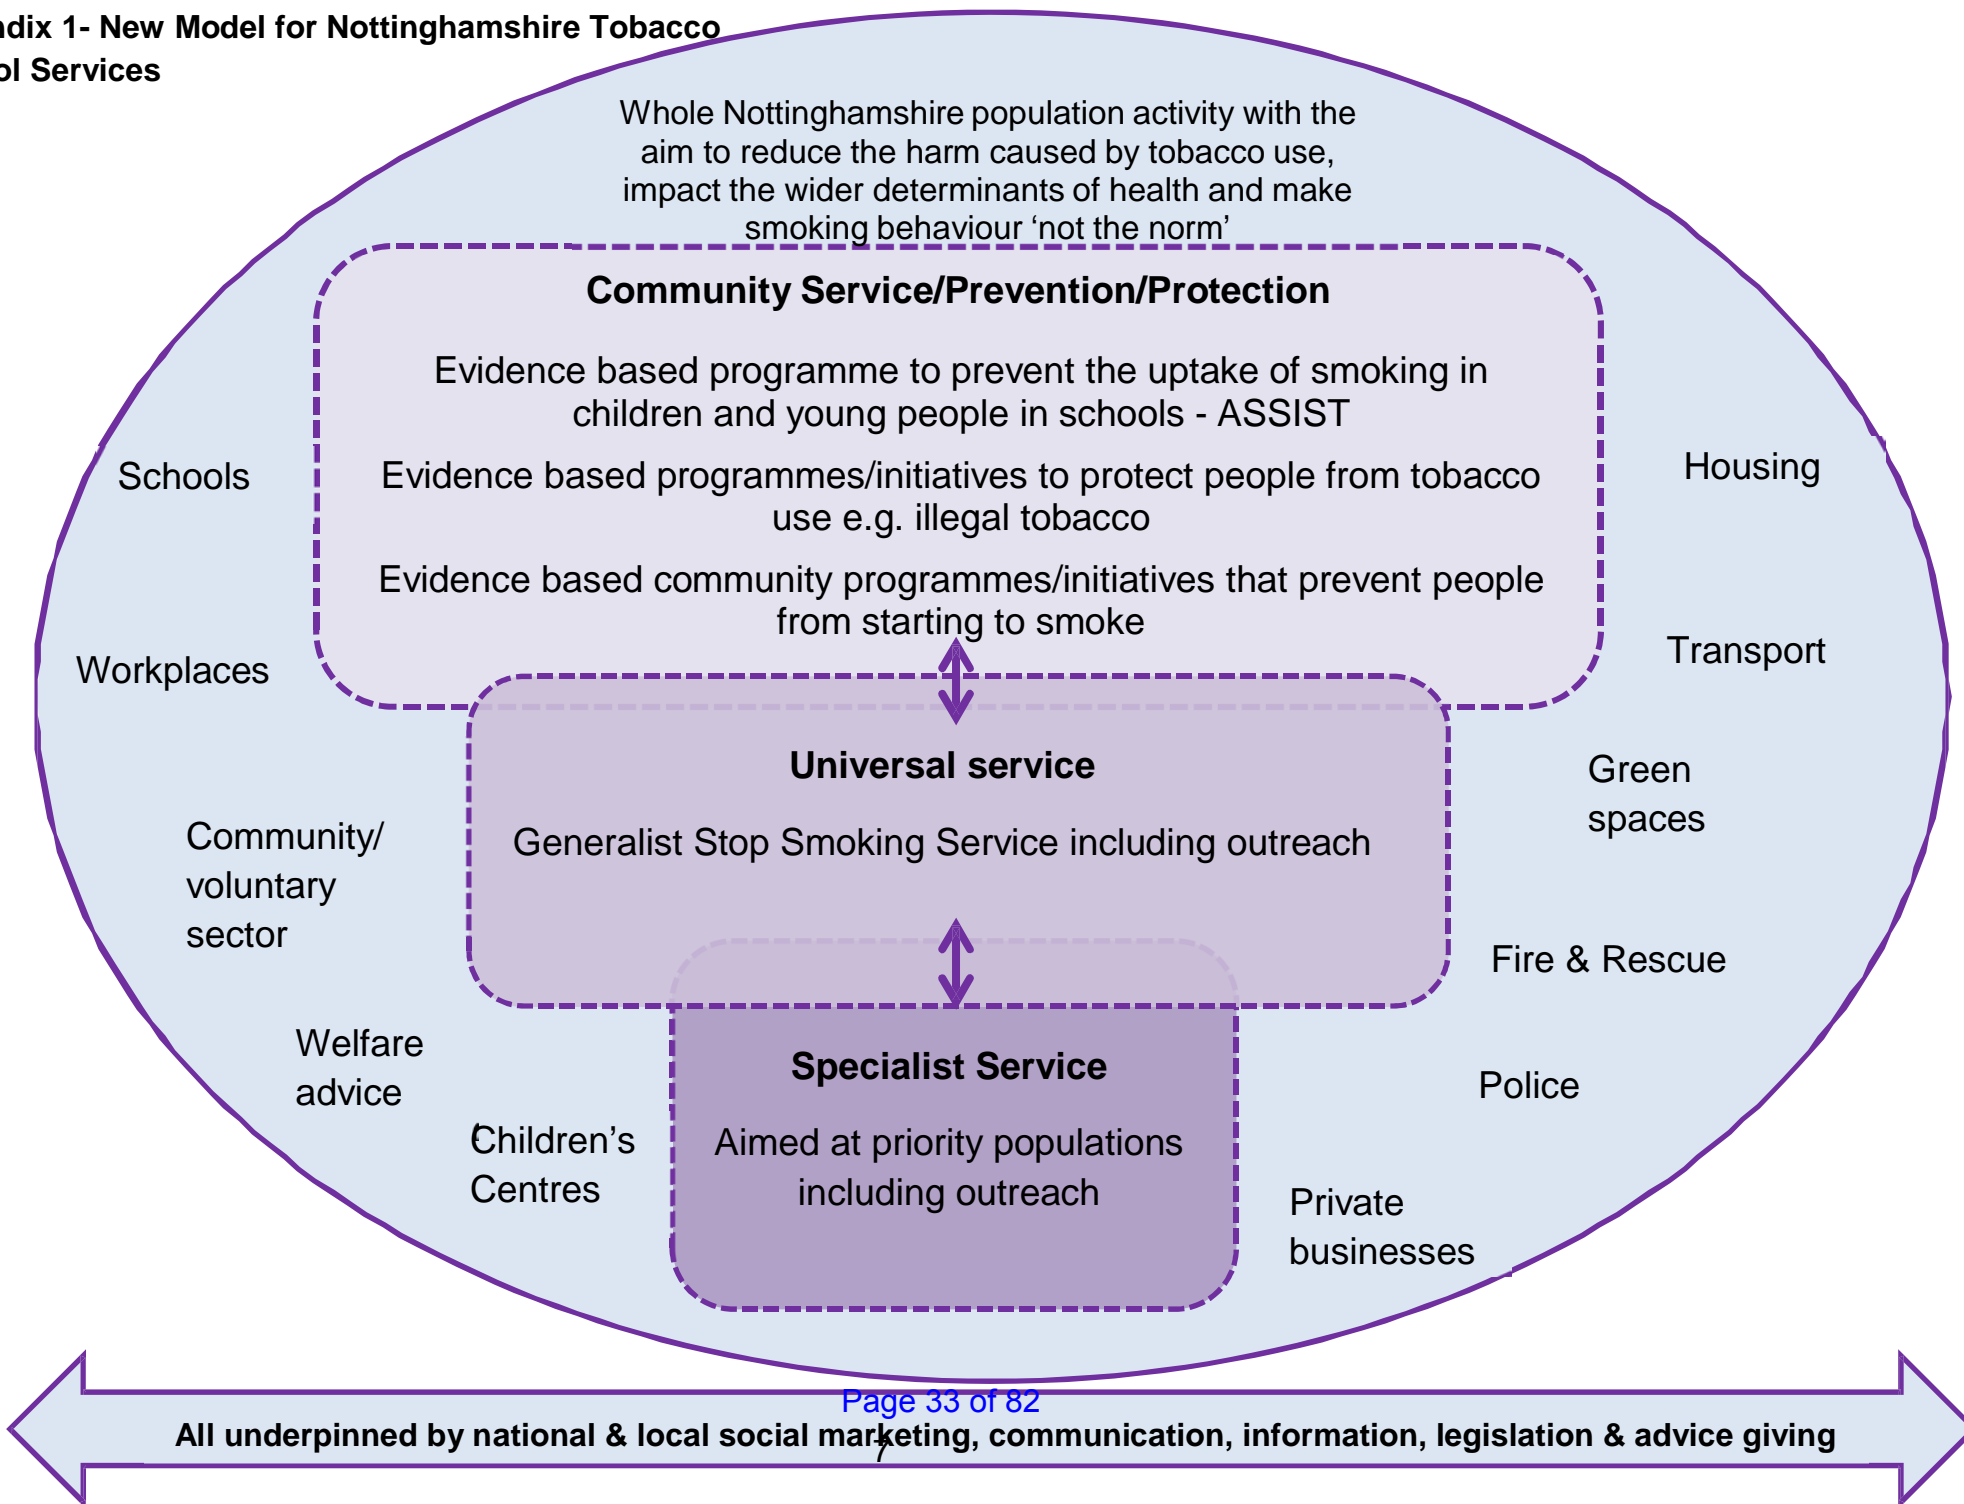 ndix 1- New Model for Nottinghamshire Tobacco
ol Services
Whole Nottinghamshire population activity with the
aim to reduce the harm caused by tobacco use,
impact the wider determinants of health and make
smoking behaviour ‘not the norm’
Community Service/Prevention/Protection
Evidence based programme to prevent the uptake of smoking in
children and young people in schools - ASSIST
Evidence based programmes/initiatives to protect people from tobacco
use e.g. illegal tobacco
Evidence based community programmes/initiatives that prevent people
from starting to smoke
Schools
Workplaces
Community/
voluntary
sector
Welfare
advice
Children’s
Centres
Housing
Transport
Green
spaces
Fire & Rescue
Police
Private
businesses
Universal service
Generalist Stop Smoking Service including outreach
Specialist Service
Aimed at priority populations
including outreach
Page 33 of 82
All underpinned by national & local social marketing, communication, information, legislation & advice giving
7